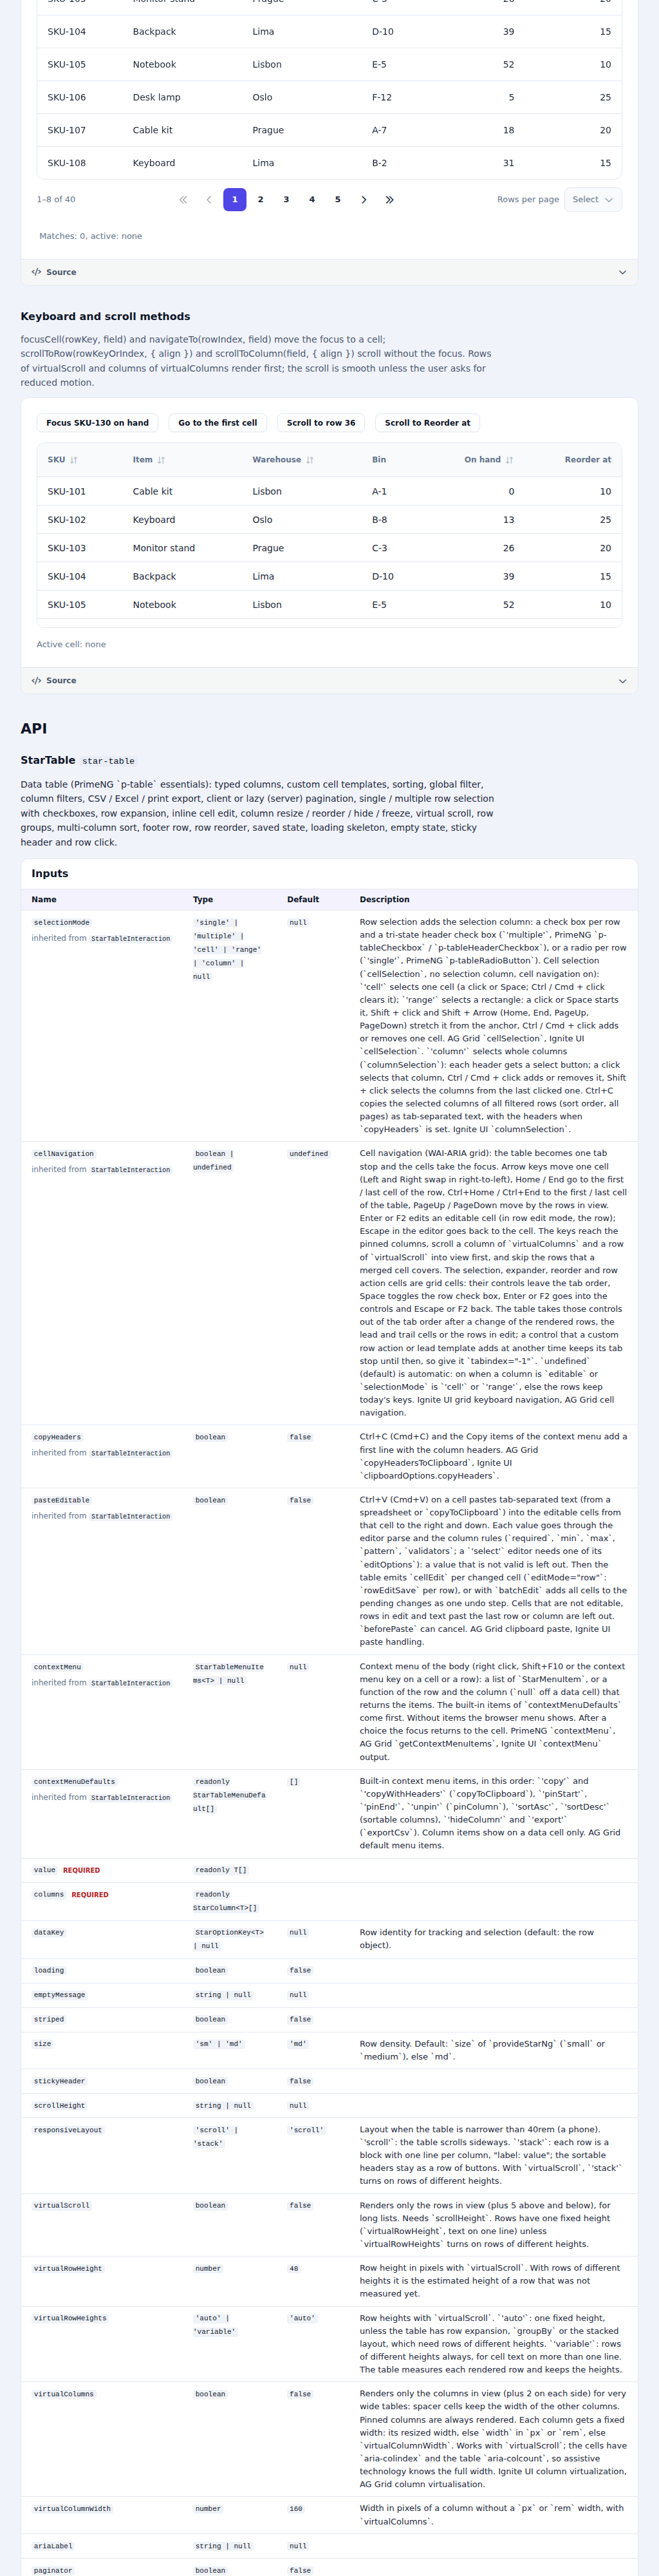 SKU-104 Backpack Lima D-10 39 15
SKU-105 Notebook Lisbon E-5 52 10
SKU-106 Desk lamp Oslo F-12 5 25
SKU-107 Cable kit Prague A-7 18 20
SKU-108 Keyboard Lima B-2 31 15
1–8 of 40 1 2 3 4 5 Rows per page Select
Matches: 0, active: none
Source
Keyboard and scroll methods
focusCell(rowKey, field) and navigateTo(rowIndex, field) move the focus to a cell;
scrollToRow(rowKeyOrIndex, { align }) and scrollToColumn(field, { align }) scroll without the focus. Rows
of virtualScroll and columns of virtualColumns render first; the scroll is smooth unless the user asks for
reduced motion.
Focus SKU-130 on hand Go to the first cell Scroll to row 36 Scroll to Reorder at
SKU Item Warehouse Bin On hand Reorder at
SKU-101 Cable kit Lisbon A-1 0 10
SKU-102 Keyboard Oslo B-8 13 25
SKU-103 Monitor stand Prague C-3 26 20
SKU-104 Backpack Lima D-10 39 15
SKU-105 Notebook Lisbon E-5 52 10
Active cell: none
Source
API
StarTable star-table
Data table (PrimeNG `p-table` essentials): typed columns, custom cell templates, sorting, global filter,
column filters, CSV / Excel / print export, client or lazy (server) pagination, single / multiple row selection
with checkboxes, row expansion, inline cell edit, column resize / reorder / hide / freeze, virtual scroll, row
groups, multi-column sort, footer row, row reorder, saved state, loading skeleton, empty state, sticky
header and row click.
Inputs
Name Type Default Description
selectionMode
inherited from StarTableInteraction
'single' |
'multiple' |
'cell' | 'range'
| 'column' |
null
null
Row selection adds the selection column: a check box per row
and a tri-state header check box (`'multiple'`, PrimeNG `p-
tableCheckbox` / `p-tableHeaderCheckbox`), or a radio per row
(`'single'`, PrimeNG `p-tableRadioButton`). Cell selection
(`cellSelection`, no selection column, cell navigation on):
`'cell'` selects one cell (a click or Space; Ctrl / Cmd + click
clears it); `'range'` selects a rectangle: a click or Space starts
it, Shift + click and Shift + Arrow (Home, End, PageUp,
PageDown) stretch it from the anchor, Ctrl / Cmd + click adds
or removes one cell. AG Grid `cellSelection`, Ignite UI
`cellSelection`. `'column'` selects whole columns
(`columnSelection`): each header gets a select button; a click
selects that column, Ctrl / Cmd + click adds or removes it, Shift
+ click selects the columns from the last clicked one. Ctrl+C
copies the selected columns of all filtered rows (sort order, all
pages) as tab-separated text, with the headers when
`copyHeaders` is set. Ignite UI `columnSelection`.
cellNavigation
inherited from StarTableInteraction
boolean |
undefined
undefined
Cell navigation (WAI-ARIA grid): the table becomes one tab
stop and the cells take the focus. Arrow keys move one cell
(Left and Right swap in right-to-left), Home / End go to the first
/ last cell of the row, Ctrl+Home / Ctrl+End to the first / last cell
of the table, PageUp / PageDown move by the rows in view.
Enter or F2 edits an editable cell (in row edit mode, the row);
Escape in the editor goes back to the cell. The keys reach the
pinned columns, scroll a column of `virtualColumns` and a row
of `virtualScroll` into view first, and skip the rows that a
merged cell covers. The selection, expander, reorder and row
action cells are grid cells: their controls leave the tab order,
Space toggles the row check box, Enter or F2 goes into the
controls and Escape or F2 back. The table takes those controls
out of the tab order after a change of the rendered rows, the
lead and trail cells or the rows in edit; a control that a custom
row action or lead template adds at another time keeps its tab
stop until then, so give it `tabindex="-1"`. `undefined`
(default) is automatic: on when a column is `editable` or
`selectionMode` is `'cell'` or `'range'`, else the rows keep
today's keys. Ignite UI grid keyboard navigation, AG Grid cell
navigation.
copyHeaders
inherited from StarTableInteraction
boolean
false
Ctrl+C (Cmd+C) and the Copy items of the context menu add a
first line with the column headers. AG Grid
`copyHeadersToClipboard`, Ignite UI
`clipboardOptions.copyHeaders`.
pasteEditable
inherited from StarTableInteraction
boolean
false
Ctrl+V (Cmd+V) on a cell pastes tab-separated text (from a
spreadsheet or `copyToClipboard`) into the editable cells from
that cell to the right and down. Each value goes through the
editor parse and the column rules (`required`, `min`, `max`,
`pattern`, `validators`; a `'select'` editor needs one of its
`editOptions`): a value that is not valid is left out. Then the
table emits `cellEdit` per changed cell (`editMode="row"`:
`rowEditSave` per row), or with `batchEdit` adds all cells to the
pending changes as one undo step. Cells that are not editable,
rows in edit and text past the last row or column are left out.
`beforePaste` can cancel. AG Grid clipboard paste, Ignite UI
paste handling.
contextMenu
inherited from StarTableInteraction
StarTableMenuIte
ms<T> | null
null
Context menu of the body (right click, Shift+F10 or the context
menu key on a cell or a row): a list of `StarMenuItem`, or a
function of the row and the column (`null` off a data cell) that
returns the items. The built-in items of `contextMenuDefaults`
come first. Without items the browser menu shows. After a
choice the focus returns to the cell. PrimeNG `contextMenu`,
AG Grid `getContextMenuItems`, Ignite UI `contextMenu`
output.
contextMenuDefaults
inherited from StarTableInteraction
readonly
StarTableMenuDefa
ult[]
[]
Built-in context menu items, in this order: `'copy'` and
`'copyWithHeaders'` (`copyToClipboard`), `'pinStart'`,
`'pinEnd'`, `'unpin'` (`pinColumn`), `'sortAsc'`, `'sortDesc'`
(sortable columns), `'hideColumn'` and `'export'`
(`exportCsv`). Column items show on a data cell only. AG Grid
default menu items.
value REQUIRED readonly T[]
columns REQUIRED
readonly
StarColumn<T>[]
dataKey
StarOptionKey<T>
| null
null
Row identity for tracking and selection (default: the row
object).
loading boolean false
emptyMessage string | null null
striped boolean false
size 'sm' | 'md' 'md'
Row density. Default: `size` of `provideStarNg` (`small` or
`medium`), else `md`.
stickyHeader boolean false
scrollHeight string | null null
responsiveLayout
'scroll' |
'stack'
'scroll'
Layout when the table is narrower than 40rem (a phone).
`'scroll'`: the table scrolls sideways. `'stack'`: each row is a
block with one line per column, "label: value"; the sortable
headers stay as a row of buttons. With `virtualScroll`, `'stack'`
turns on rows of different heights.
virtualScroll boolean false
Renders only the rows in view (plus 5 above and below), for
long lists. Needs `scrollHeight`. Rows have one fixed height
(`virtualRowHeight`, text on one line) unless
`virtualRowHeights` turns on rows of different heights.
virtualRowHeight number 48
Row height in pixels with `virtualScroll`. With rows of different
heights it is the estimated height of a row that was not
measured yet.
virtualRowHeights
'auto' |
'variable'
'auto'
Row heights with `virtualScroll`. `'auto'`: one fixed height,
unless the table has row expansion, `groupBy` or the stacked
layout, which need rows of different heights. `'variable'`: rows
of different heights always, for cell text on more than one line.
The table measures each rendered row and keeps the heights.
virtualColumns boolean false
Renders only the columns in view (plus 2 on each side) for very
wide tables: spacer cells keep the width of the other columns.
Pinned columns are always rendered. Each column gets a fixed
width: its resized width, else `width` in `px` or `rem`, else
`virtualColumnWidth`. Works with `virtualScroll`; the cells have
`aria-colindex` and the table `aria-colcount`, so assistive
technology knows the full width. Ignite UI column virtualization,
AG Grid column virtualisation.
virtualColumnWidth number 160
Width in pixels of a column without a `px` or `rem` width, with
`virtualColumns`.
ariaLabel string | null null
paginator boolean false